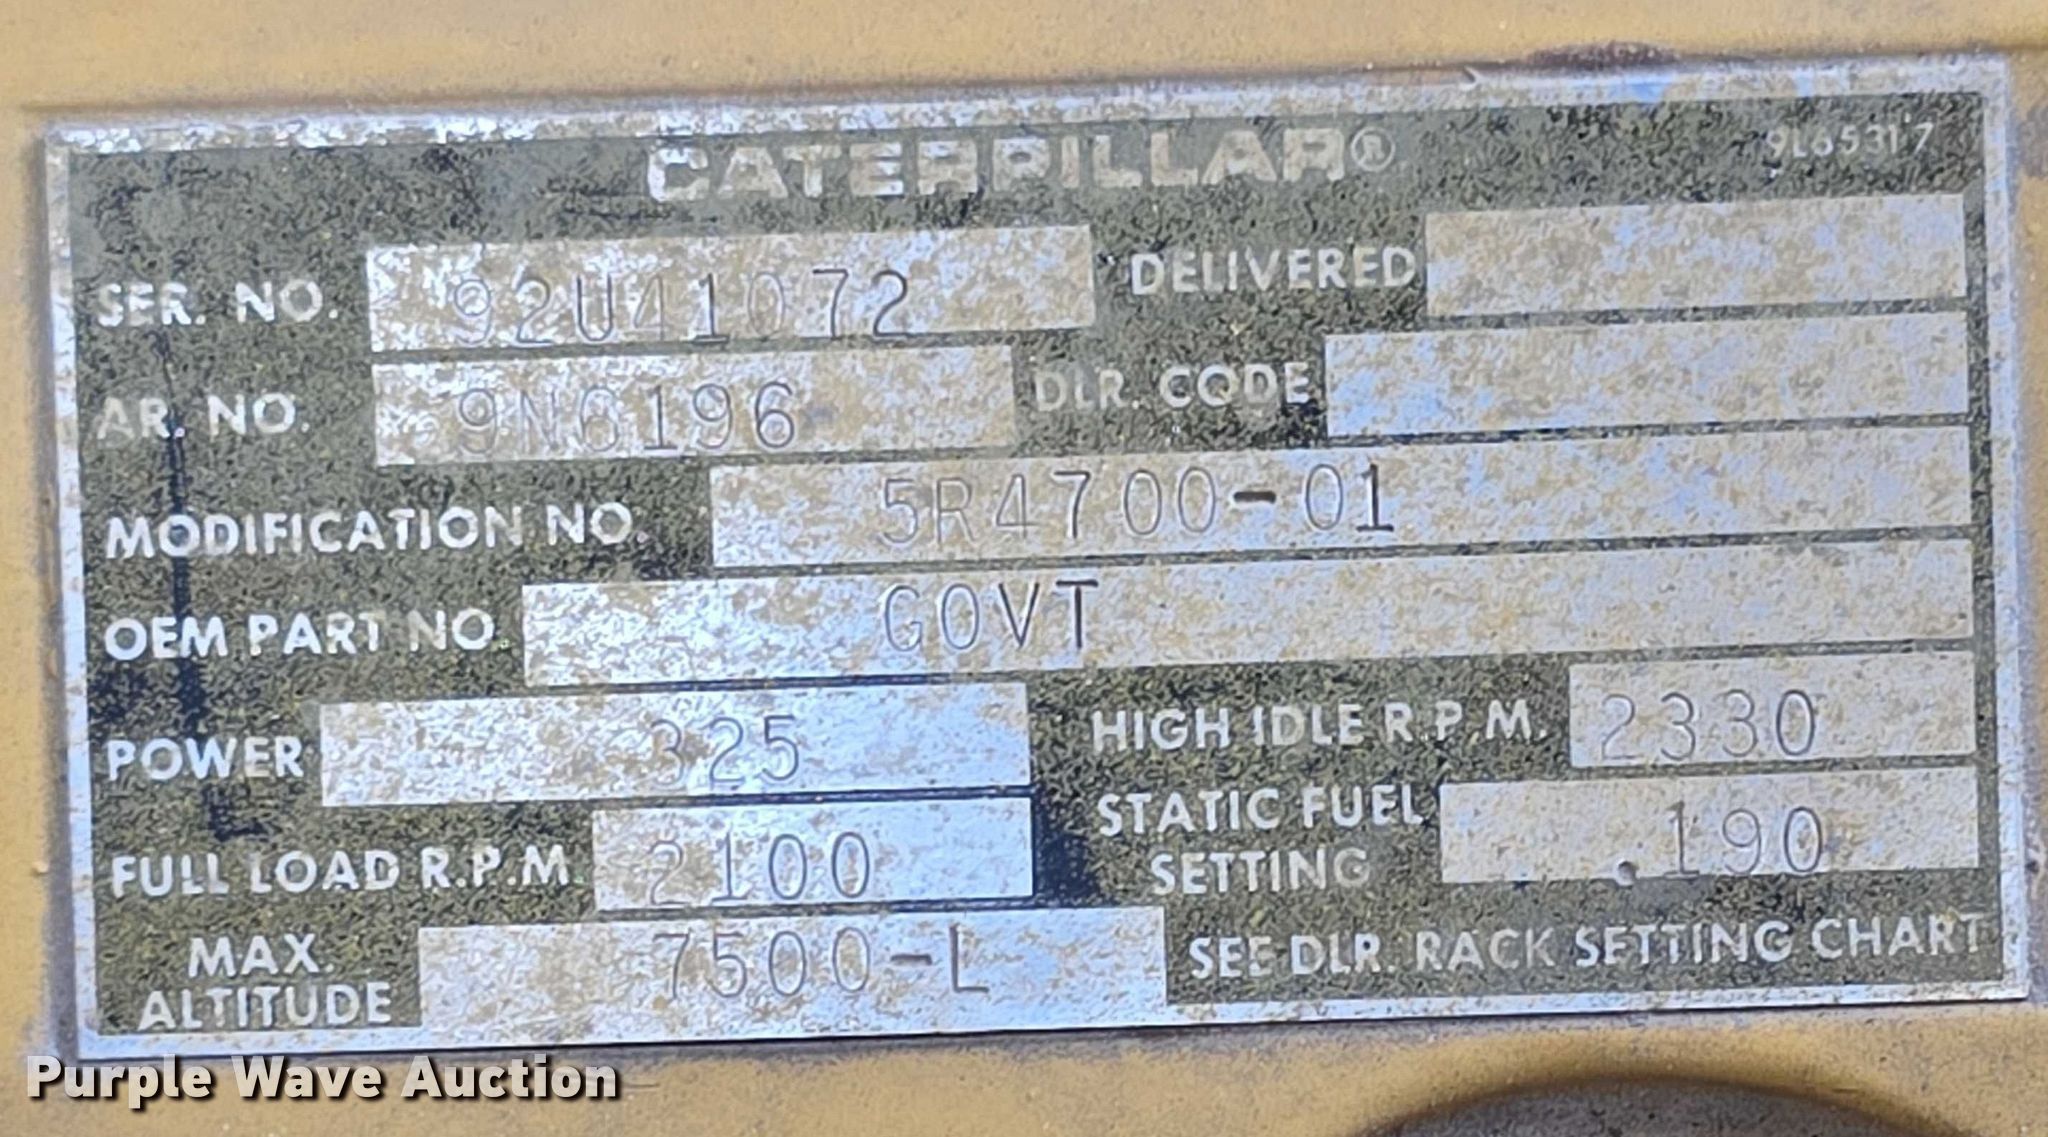 CATERPILLAR®
9L65317
SER. NO. 92U41072 DELIVERED
AR. NO. 9N6196 DLR. CODE
MODIFICATION NO. 5R4700-01
OEM PART NO. GOVT
POWER 325 HIGH IDLE R.P.M. 2330
FULL LOAD R.P.M. 2100 STATIC FUEL SETTING .190
MAX. ALTITUDE 7500-L SEE DLR. RACK SETTING CHART
Purple Wave Auction